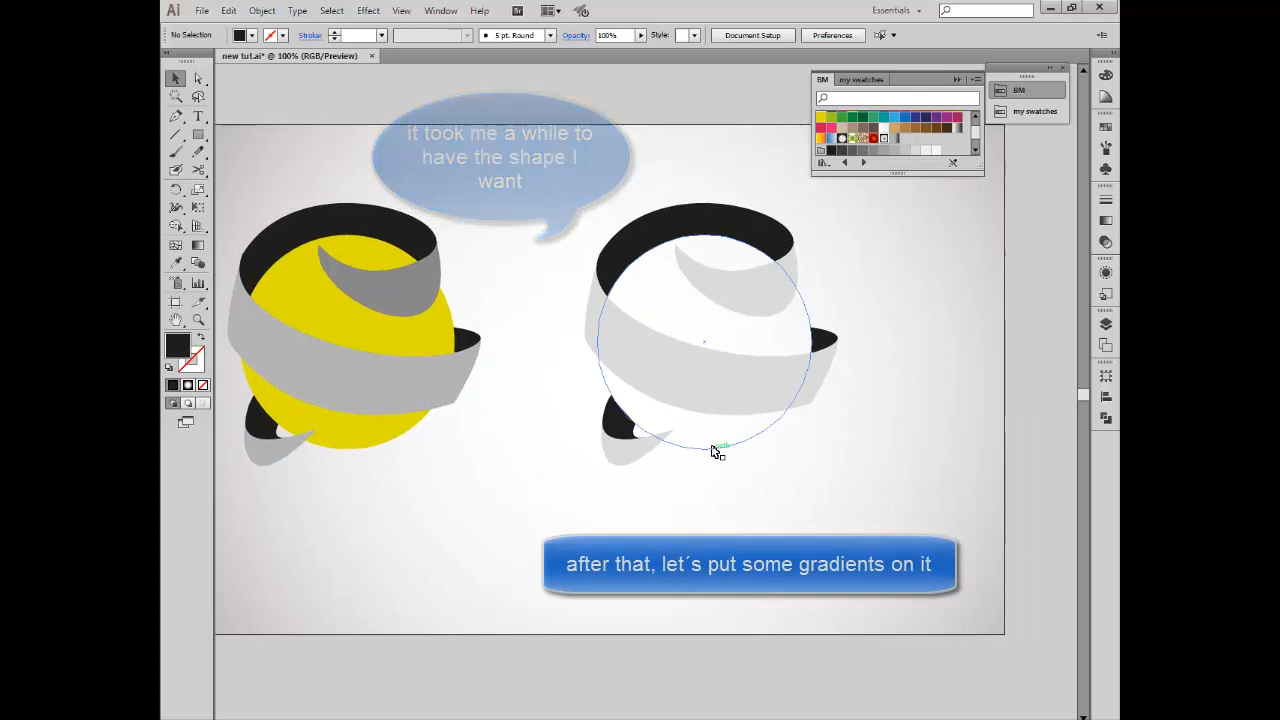 Ai File Edit Object Type Select Effect View Window Help Br Essentials
No Selection Stroke: 5 pt. Round Opacity: 100% Style: Document Setup Preferences
new tut.ai* @ 100% (RGB/Preview) ×
BM my swatches
BM
my swatches
it took me a while to
have the shape I
want
after that, let´s put some gradients on it